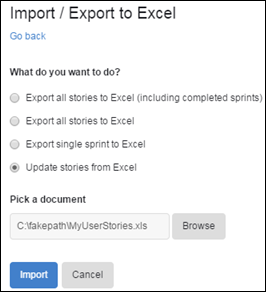 Import / Export to Excel
Go back
What do you want to do?
Export all stories to Excel (including completed sprints)
Export all stories to Excel
Export single sprint to Excel
Update stories from Excel
Pick a document
C:\fakepath\MyUserStories.xls
Browse
Import
Cancel